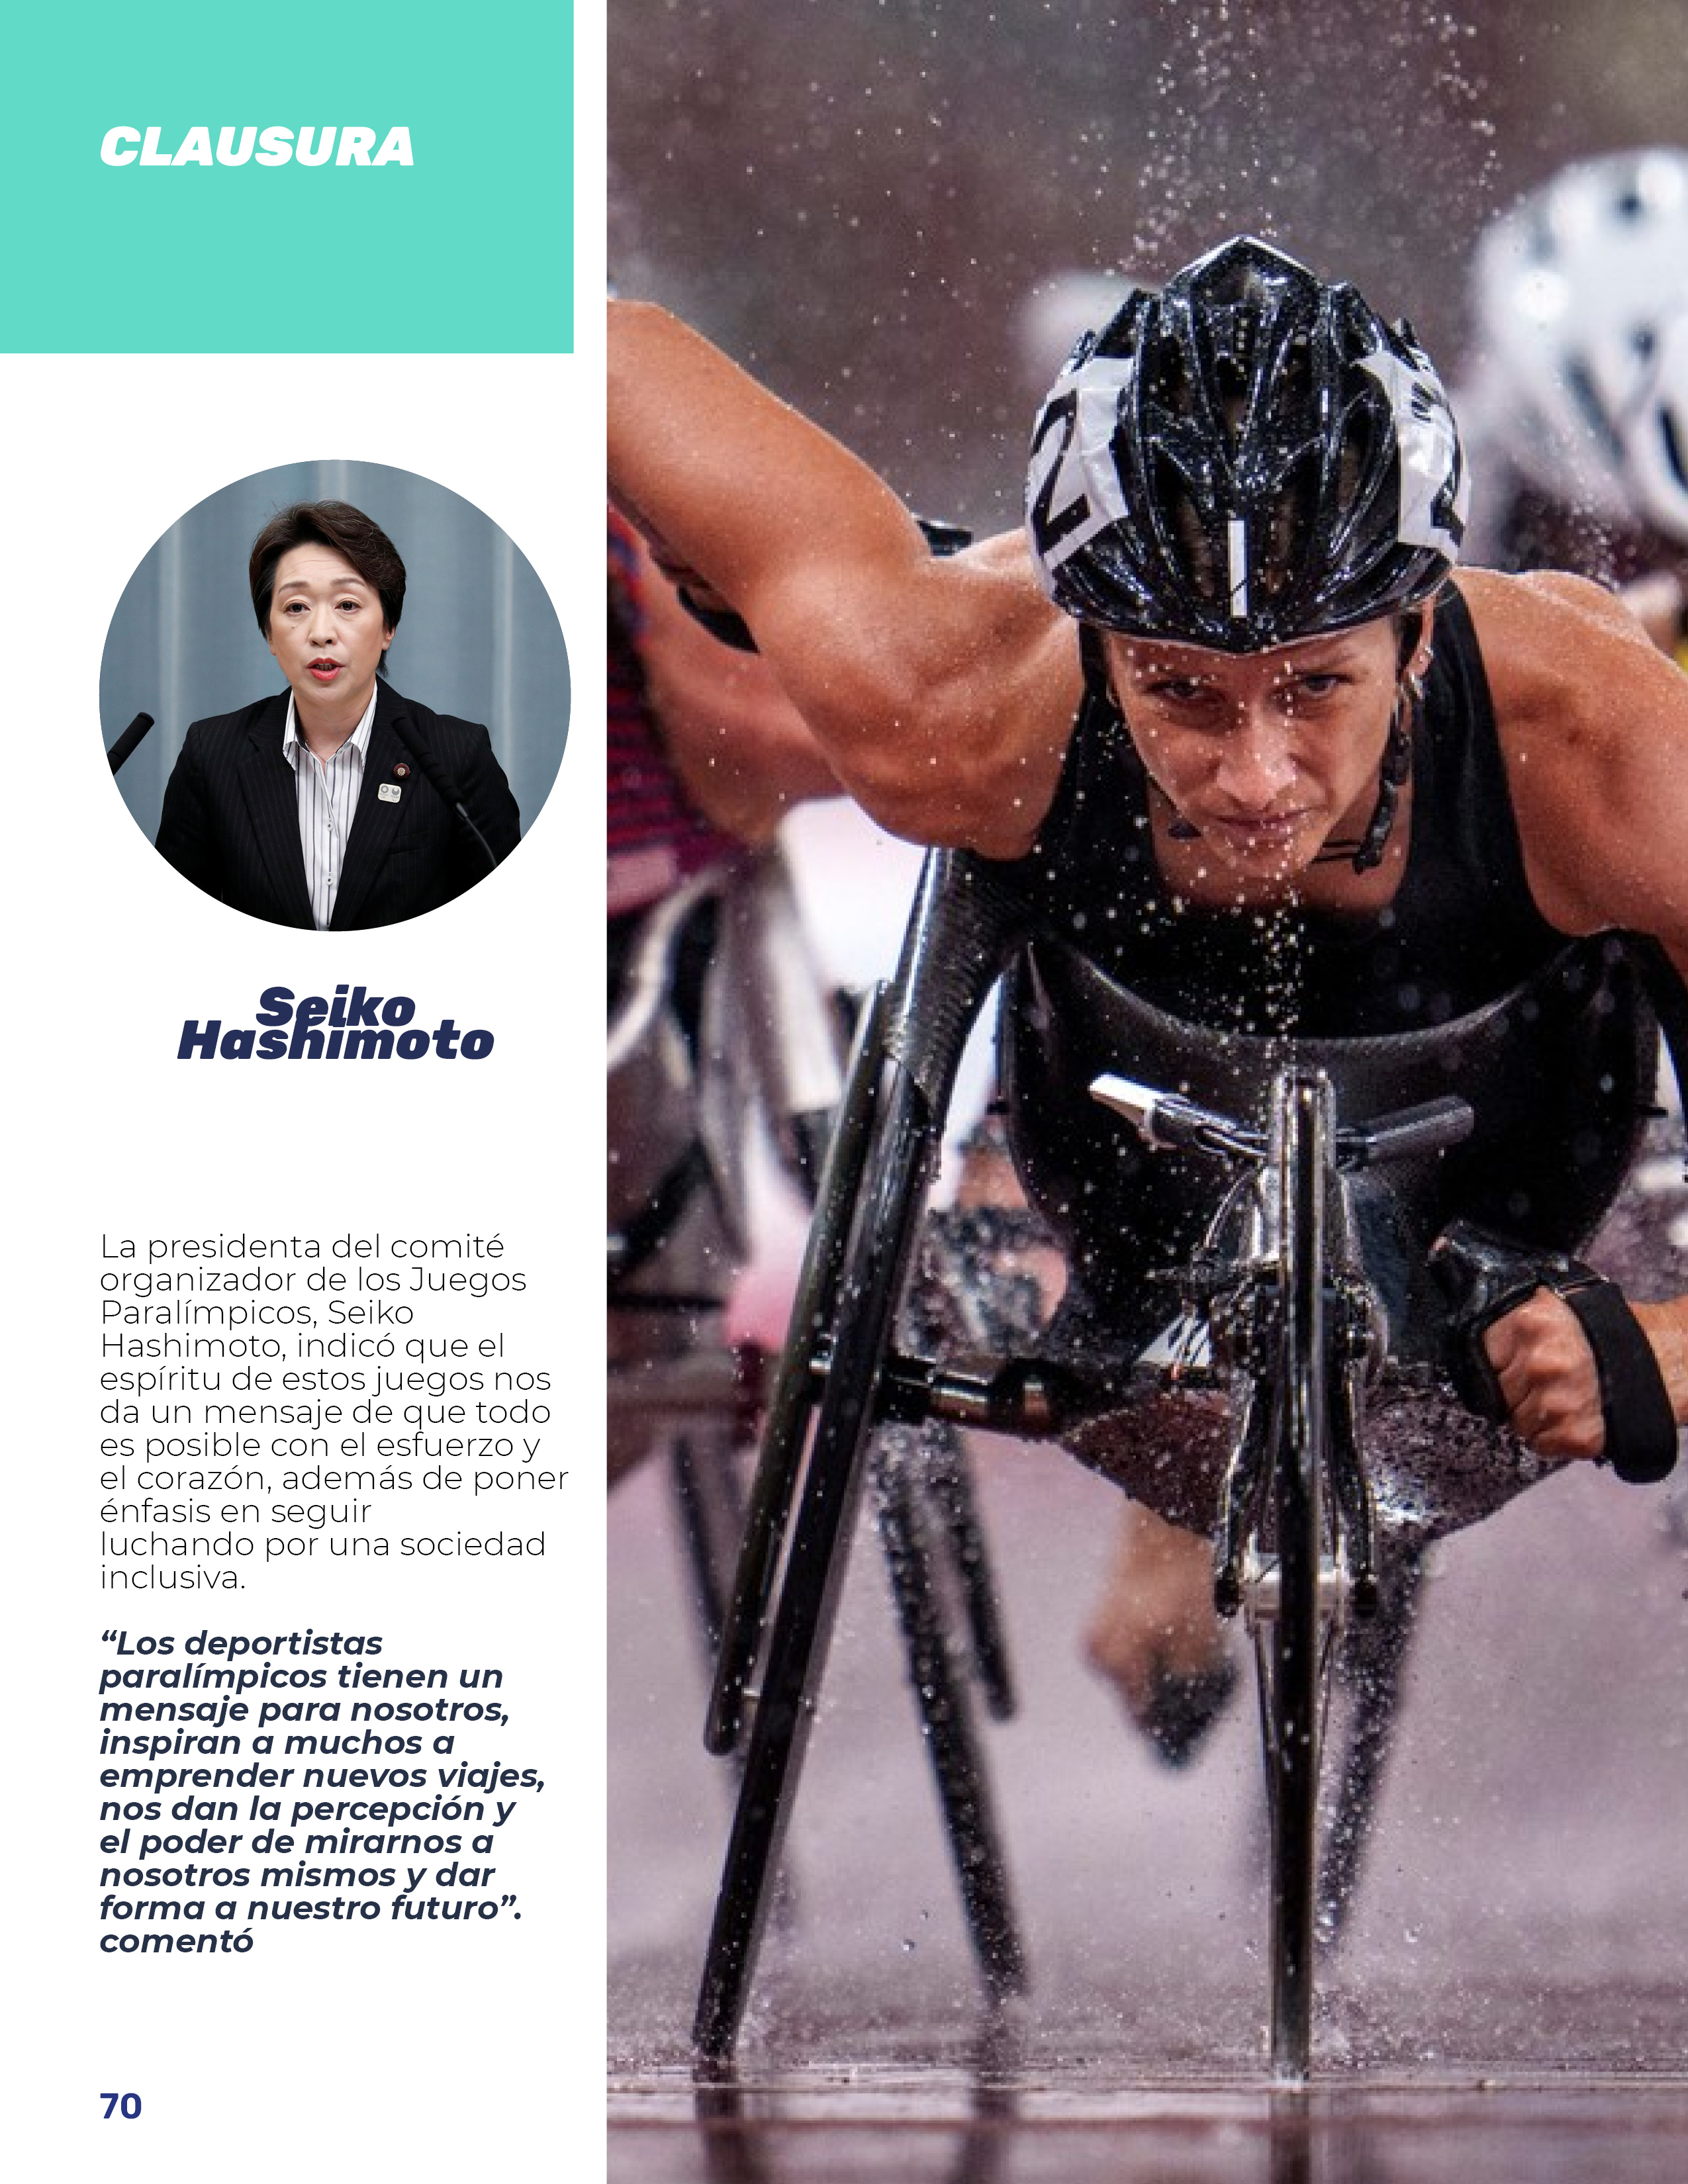 CLAUSURA
Seiko
Hashimoto
La presidenta del comité
organizador de los Juegos
Paralímpicos, Seiko
Hashimoto, indicó que el
espíritu de estos juegos nos
da un mensaje de que todo
es posible con el esfuerzo y
el corazón, además de poner
énfasis en seguir
luchando por una sociedad
inclusiva.
“Los deportistas
paralímpicos tienen un
mensaje para nosotros,
inspiran a muchos a
emprender nuevos viajes,
nos dan la percepción y
el poder de mirarnos a
nosotros mismos y dar
forma a nuestro futuro”.
comentó
70